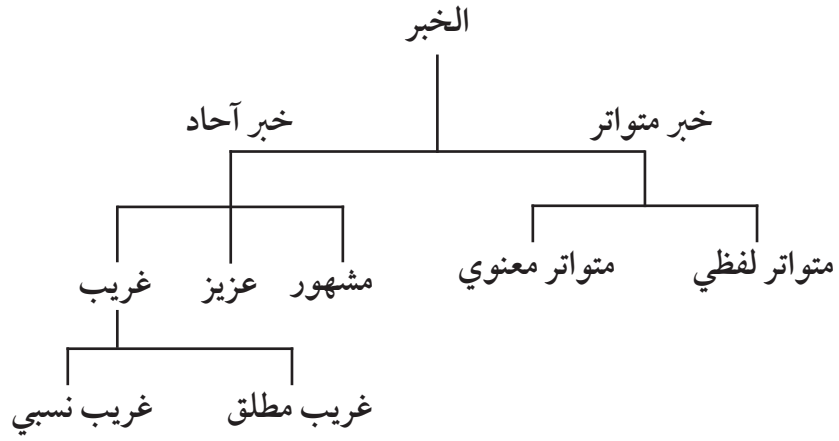 الخبر
خبر متواتر خبر آحاد
متواتر لفظي متواتر معنوي مشهور عزيز غريب
غريب مطلق غريب نسبي